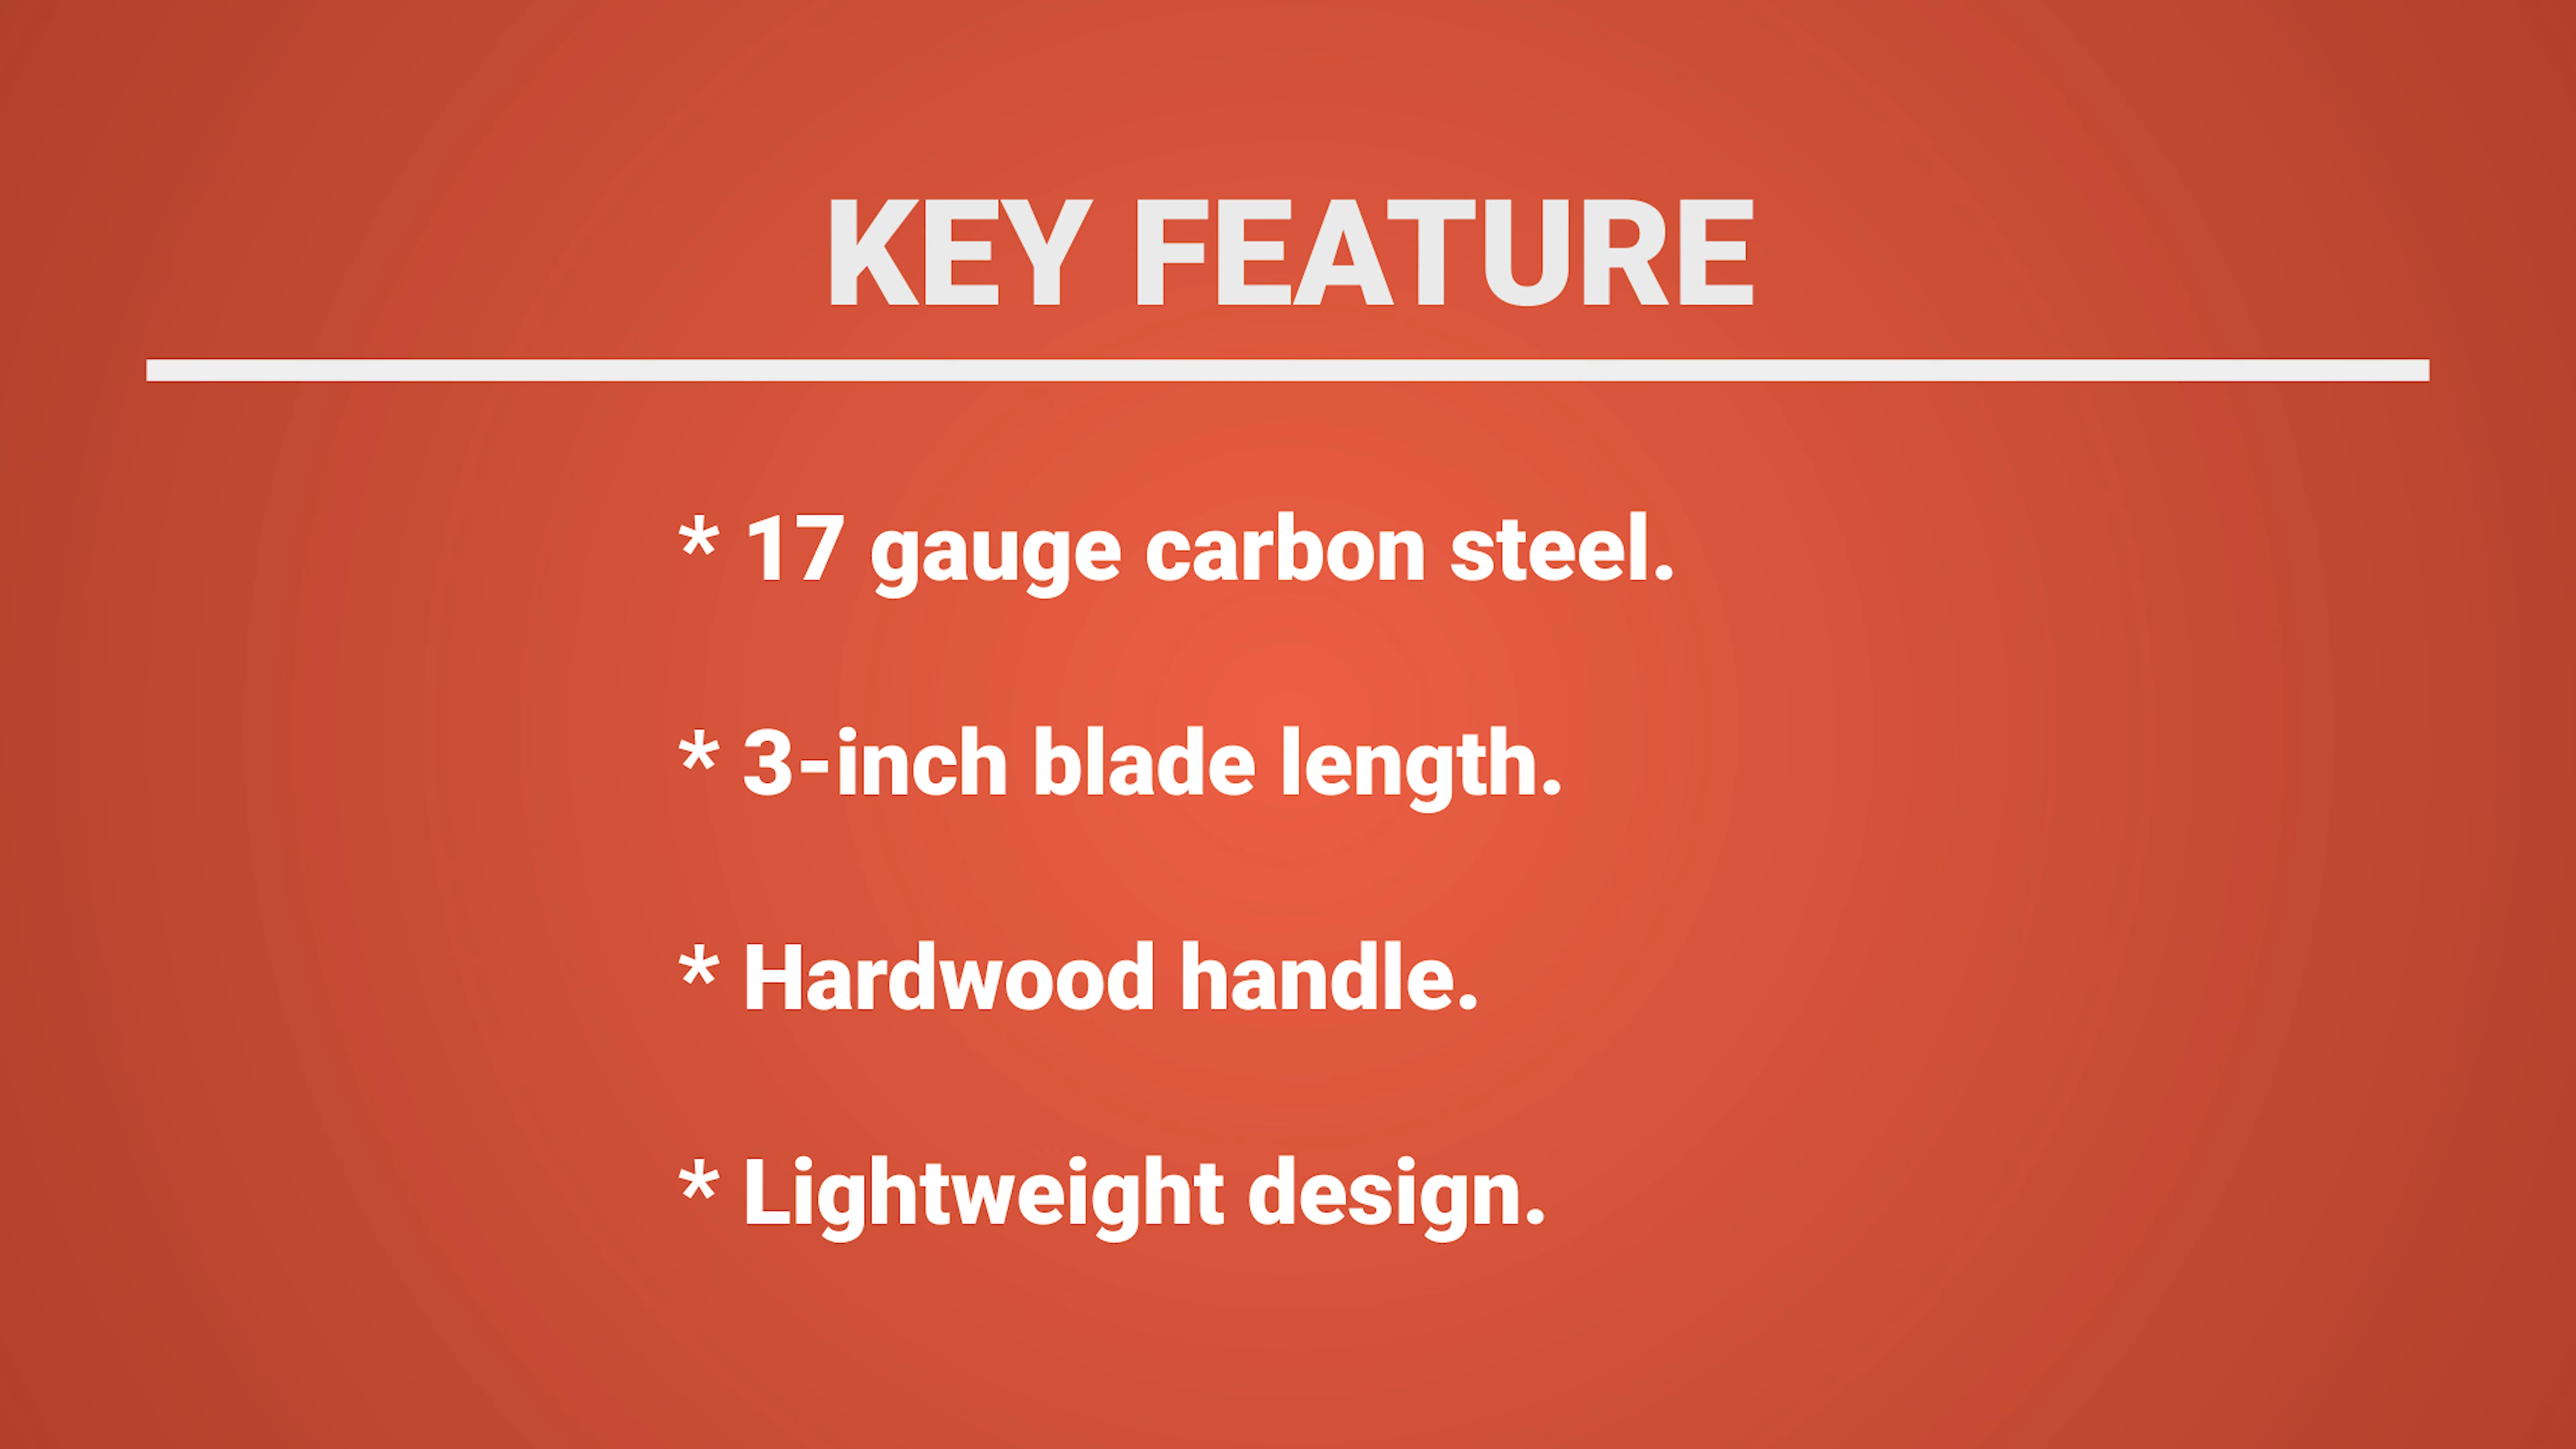 KEY FEATURE
* 17 gauge carbon steel.
* 3-inch blade length.
* Hardwood handle.
* Lightweight design.